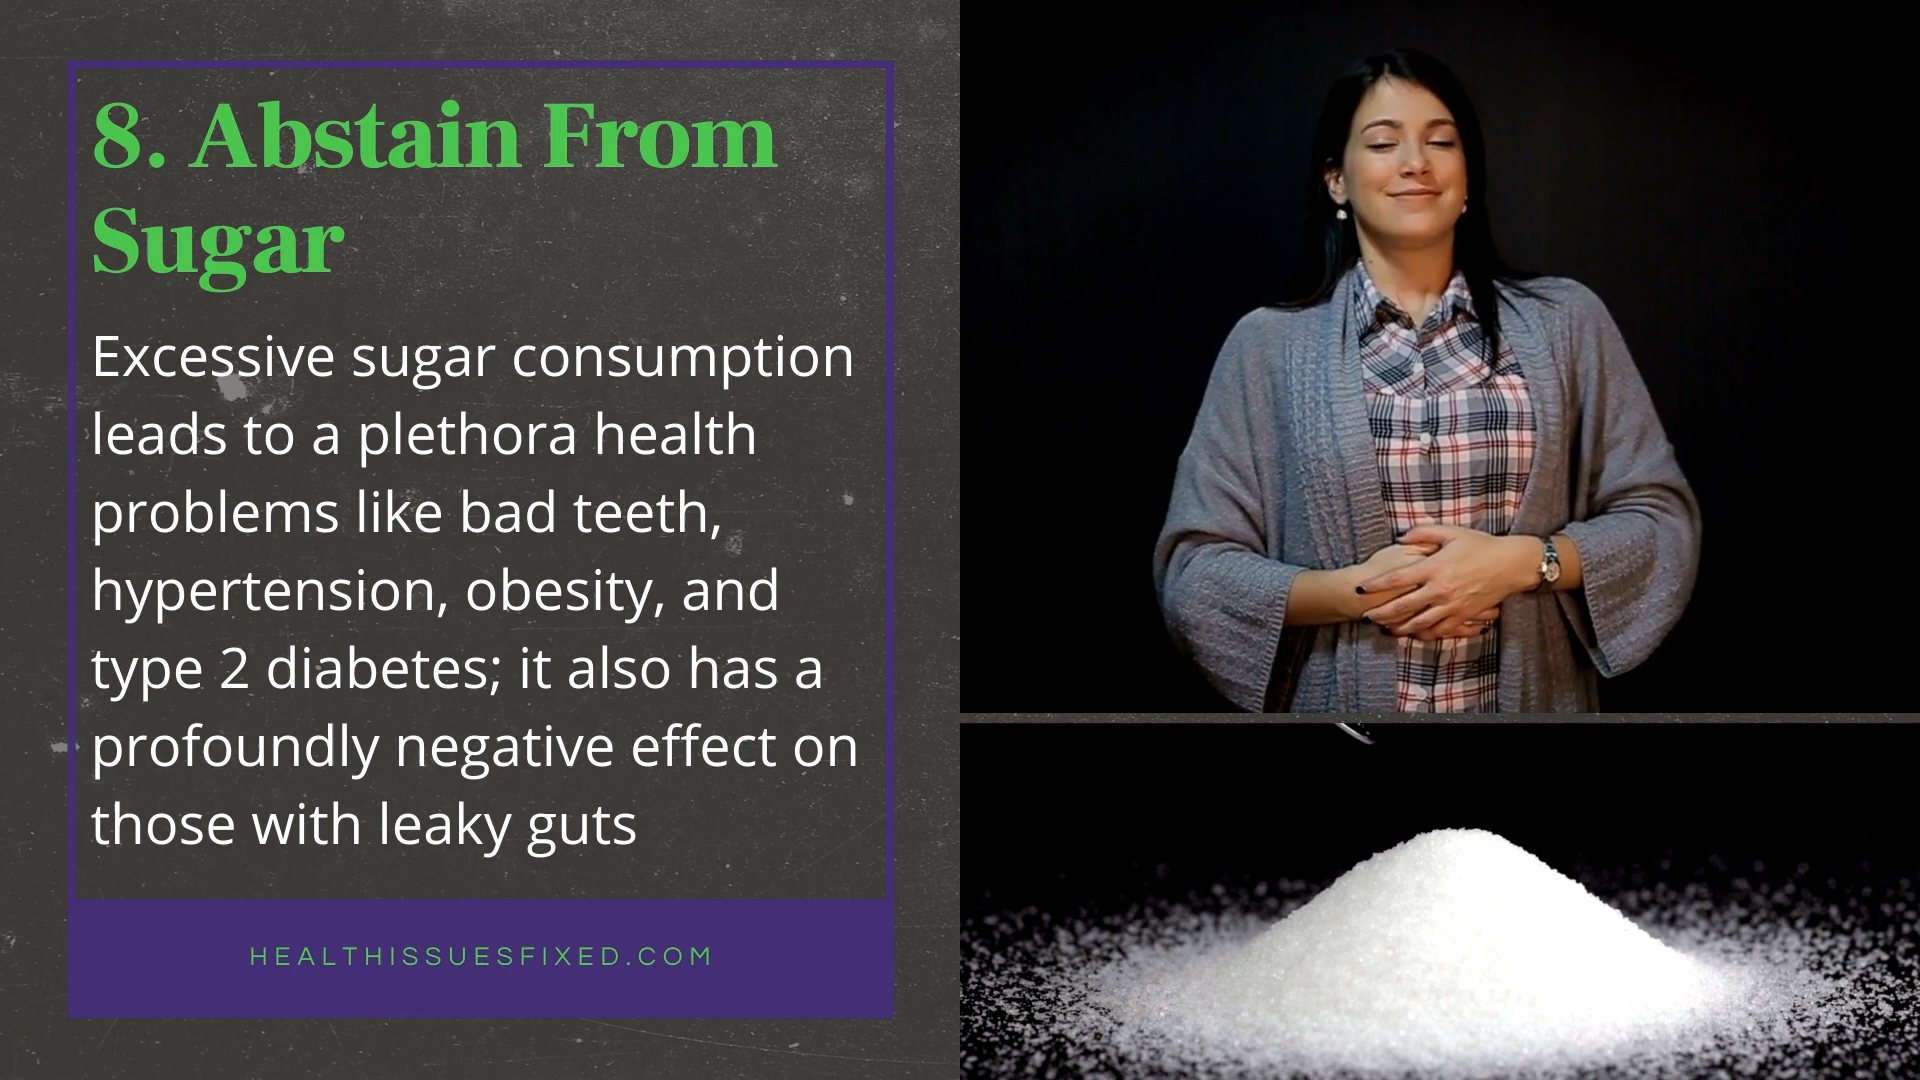 8. Abstain From
Sugar
Excessive sugar consumption
leads to a plethora health
problems like bad teeth,
hypertension, obesity, and
type 2 diabetes; it also has a
profoundly negative effect on
those with leaky guts
HEALTHISSUESFIXED.COM